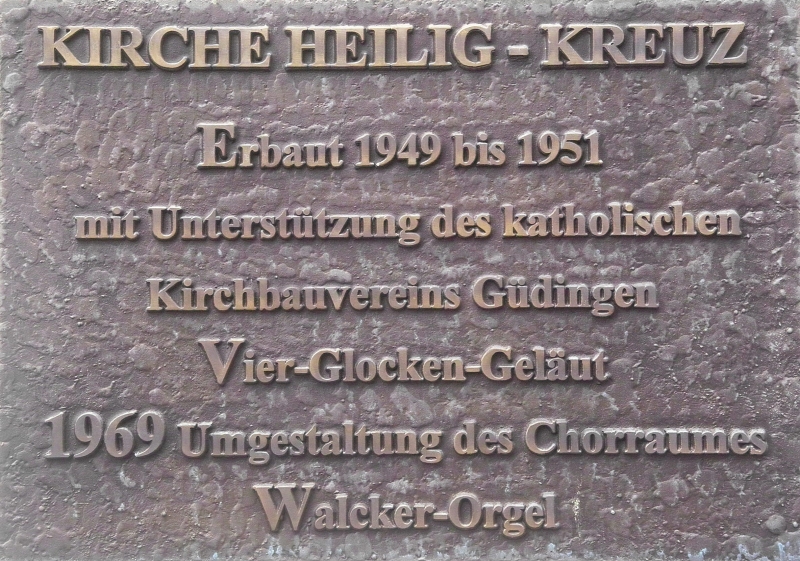 KIRCHE HEILIG - KREUZ
Erbaut 1949 bis 1951
mit Unterstützung des katholischen
Kirchbauvereins Güdingen
Vier-Glocken-Geläut
1969 Umgestaltung des Chorraumes
Walcker-Orgel